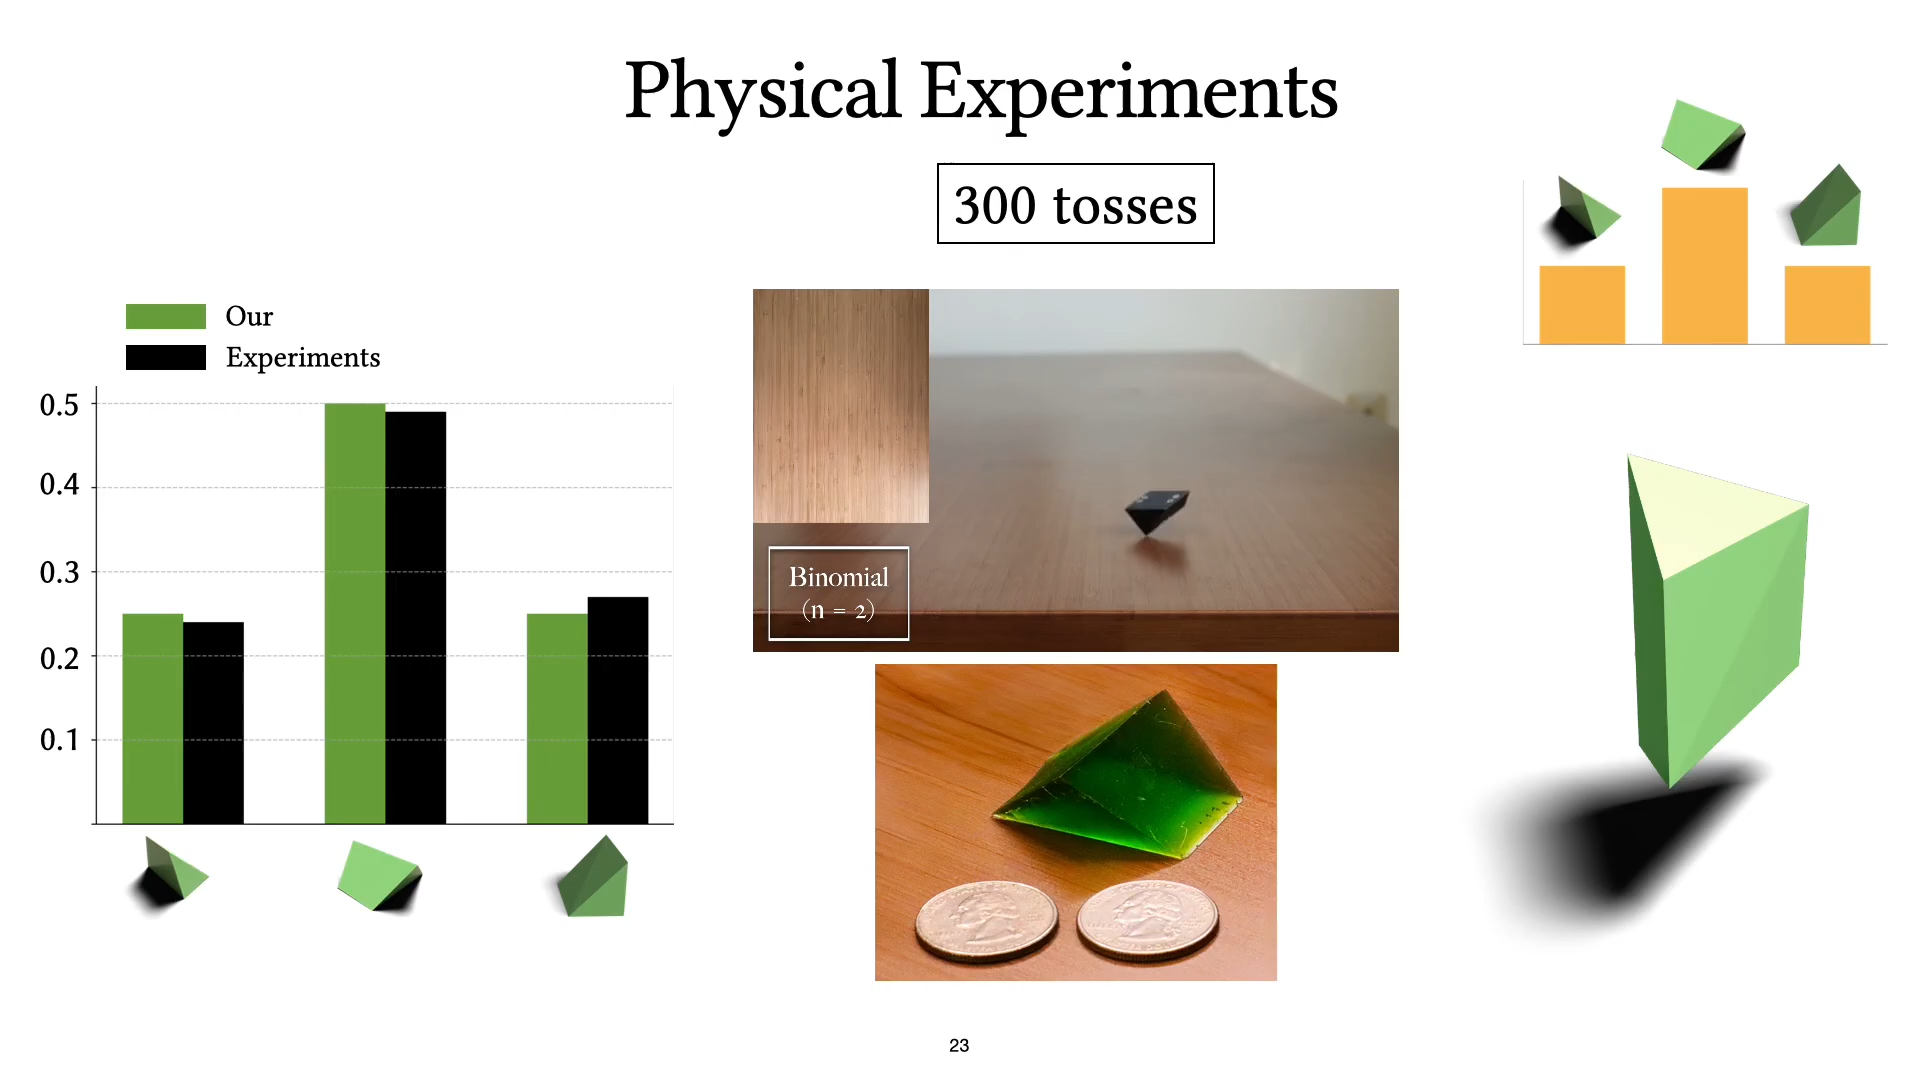 Physical Experiments
300 tosses
Our
Experiments
0.5
0.4
0.3
0.2
0.1
Binomial
(n = 2)
23